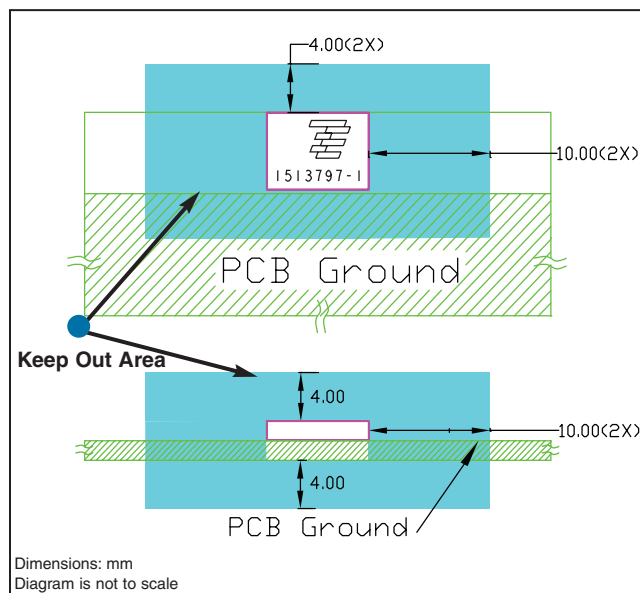 4.00(2X)
10.00(2X)
1513797-1
PCB Ground
Keep Out Area
4.00
10.00(2X)
4.00
PCB Ground
Dimensions: mm
Diagram is not to scale